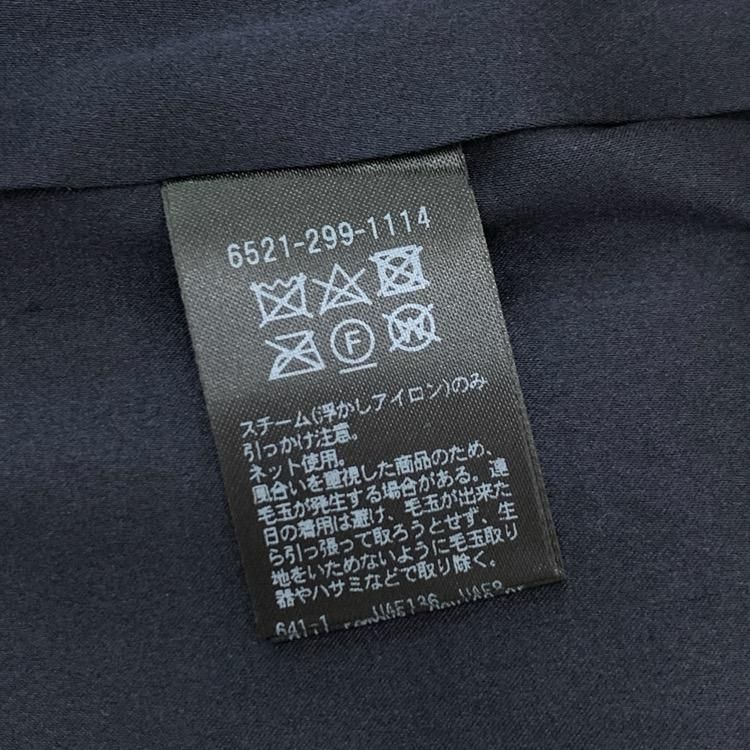 6521-299-1114
F W
スチーム(浮かしアイロン)のみ
引っかけ注意。
ネット使用。
風合いを重視した商品のため、
毛玉が発生する場合がある。連
日の着用は避け、毛玉が出来た
ら引っ張って取ろうとせず、生
地をいためないように毛玉取り
器やハサミなどで取り除く。
641-1